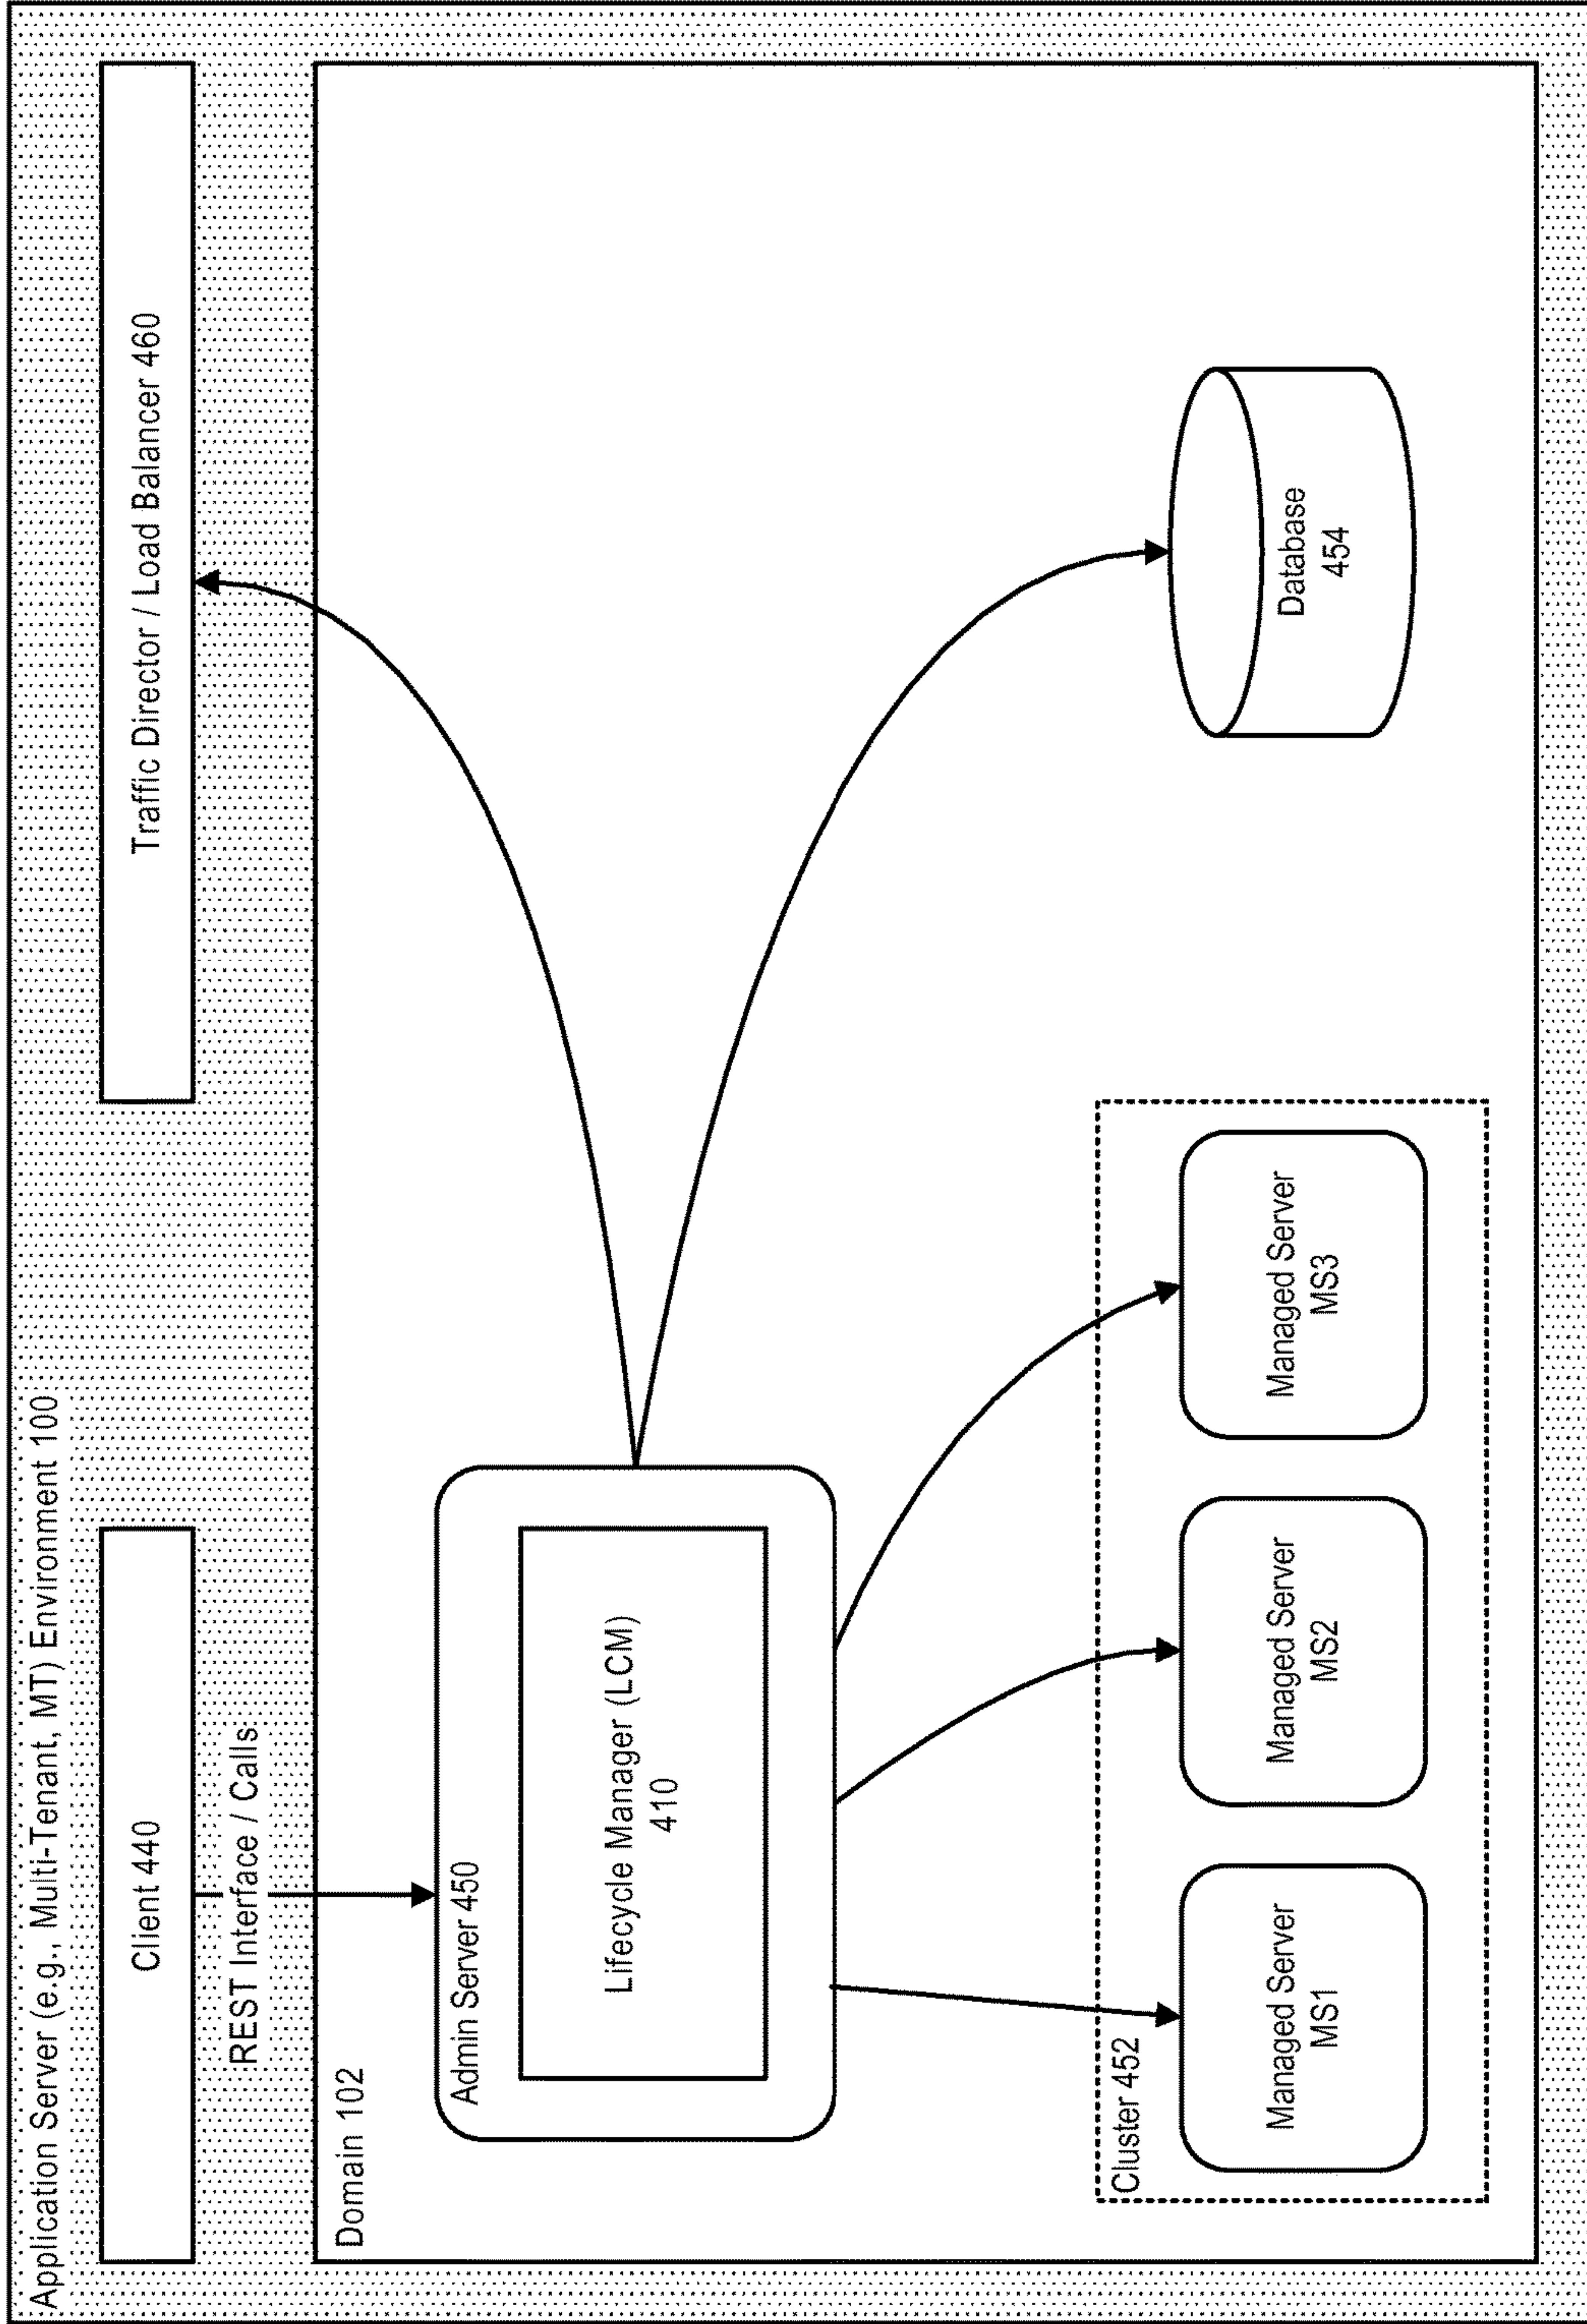 Application Server (e.g., Multi-Tenant, MT) Environment 100
Client 440
Traffic Director / Load Balancer 460
REST Interface / Calls
Domain 102
Admin Server 450
Lifecycle Manager (LCM)
410
Cluster 452
Managed Server
MS1
Managed Server
MS2
Managed Server
MS3
Database
454